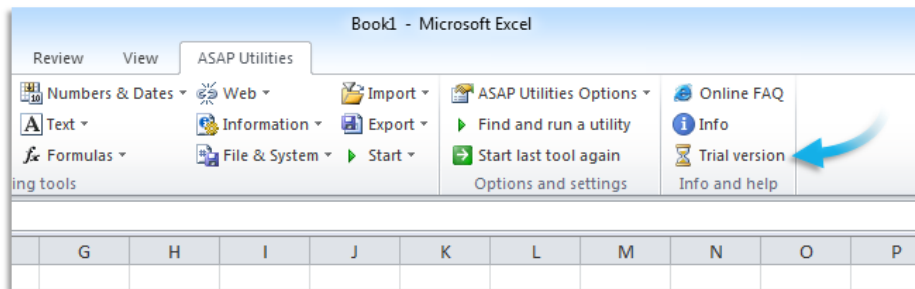 Book1 - Microsoft Excel
Review View ASAP Utilities
Numbers & Dates Web Import ASAP Utilities Options Online FAQ
Text Information Export Find and run a utility Info
Formulas File & System Start Start last tool again Trial version
ing tools Options and settings Info and help
G H I J K L M N O P